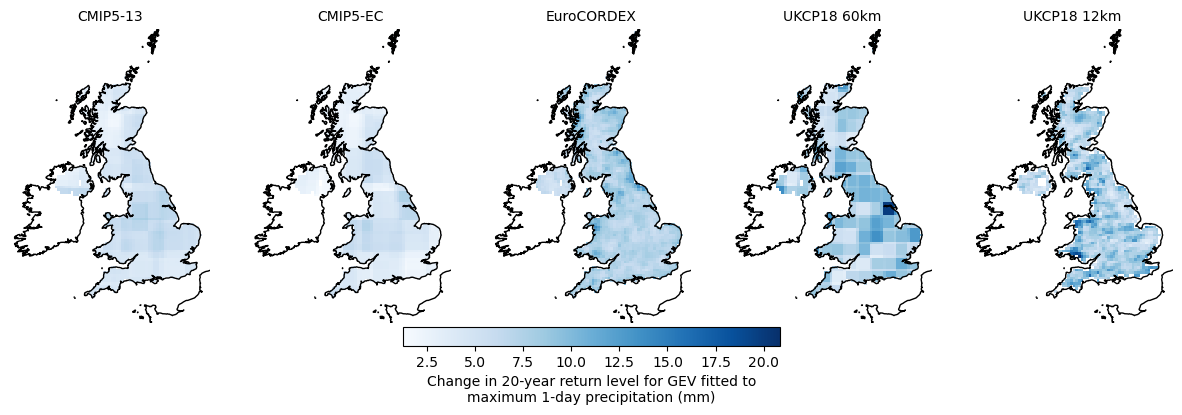 CMIP5-13
CMIP5-EC
EuroCORDEX
UKCP18 60km
UKCP18 12km
2.5 5.0 7.5 10.0 12.5 15.0 17.5 20.0
Change in 20-year return level for GEV fitted to
maximum 1-day precipitation (mm)